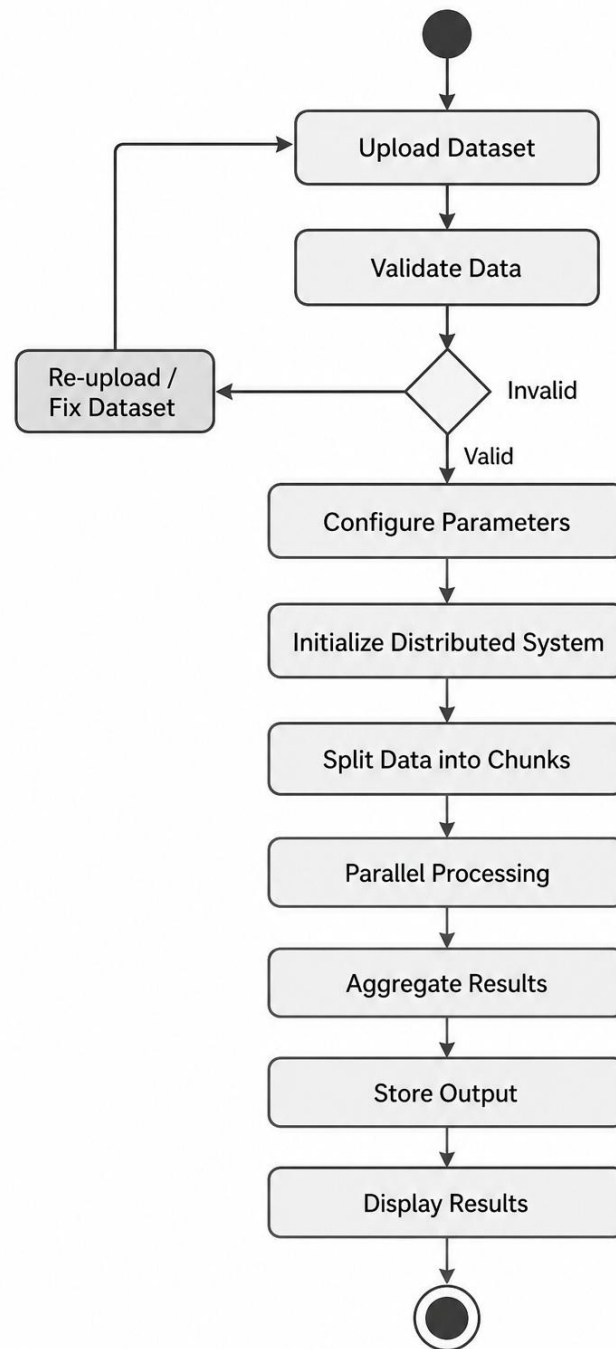 Upload Dataset
Validate Data
Re-upload /
Fix Dataset
Invalid
Valid
Configure Parameters
Initialize Distributed System
Split Data into Chunks
Parallel Processing
Aggregate Results
Store Output
Display Results